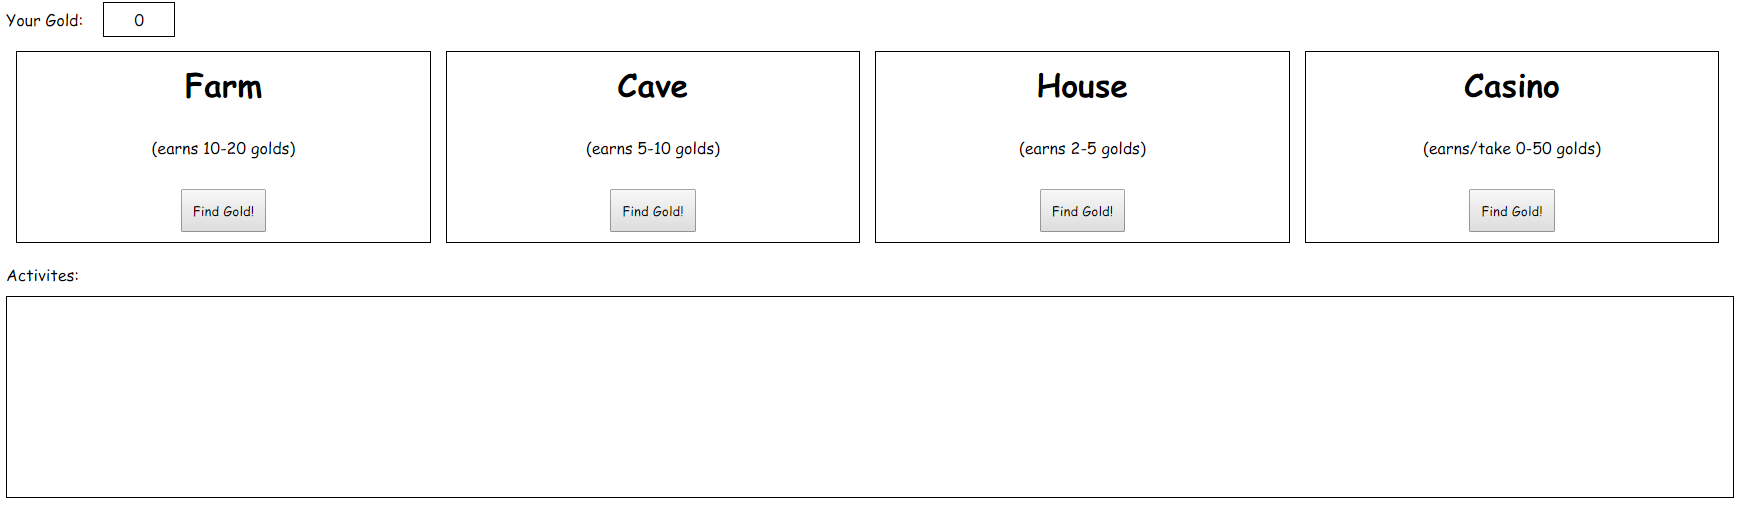 Your Gold: 0
Farm Cave House Casino
(earns 10-20 golds) (earns 5-10 golds) (earns 2-5 golds) (earns/take 0-50 golds)
Find Gold! Find Gold! Find Gold! Find Gold!
Activites: